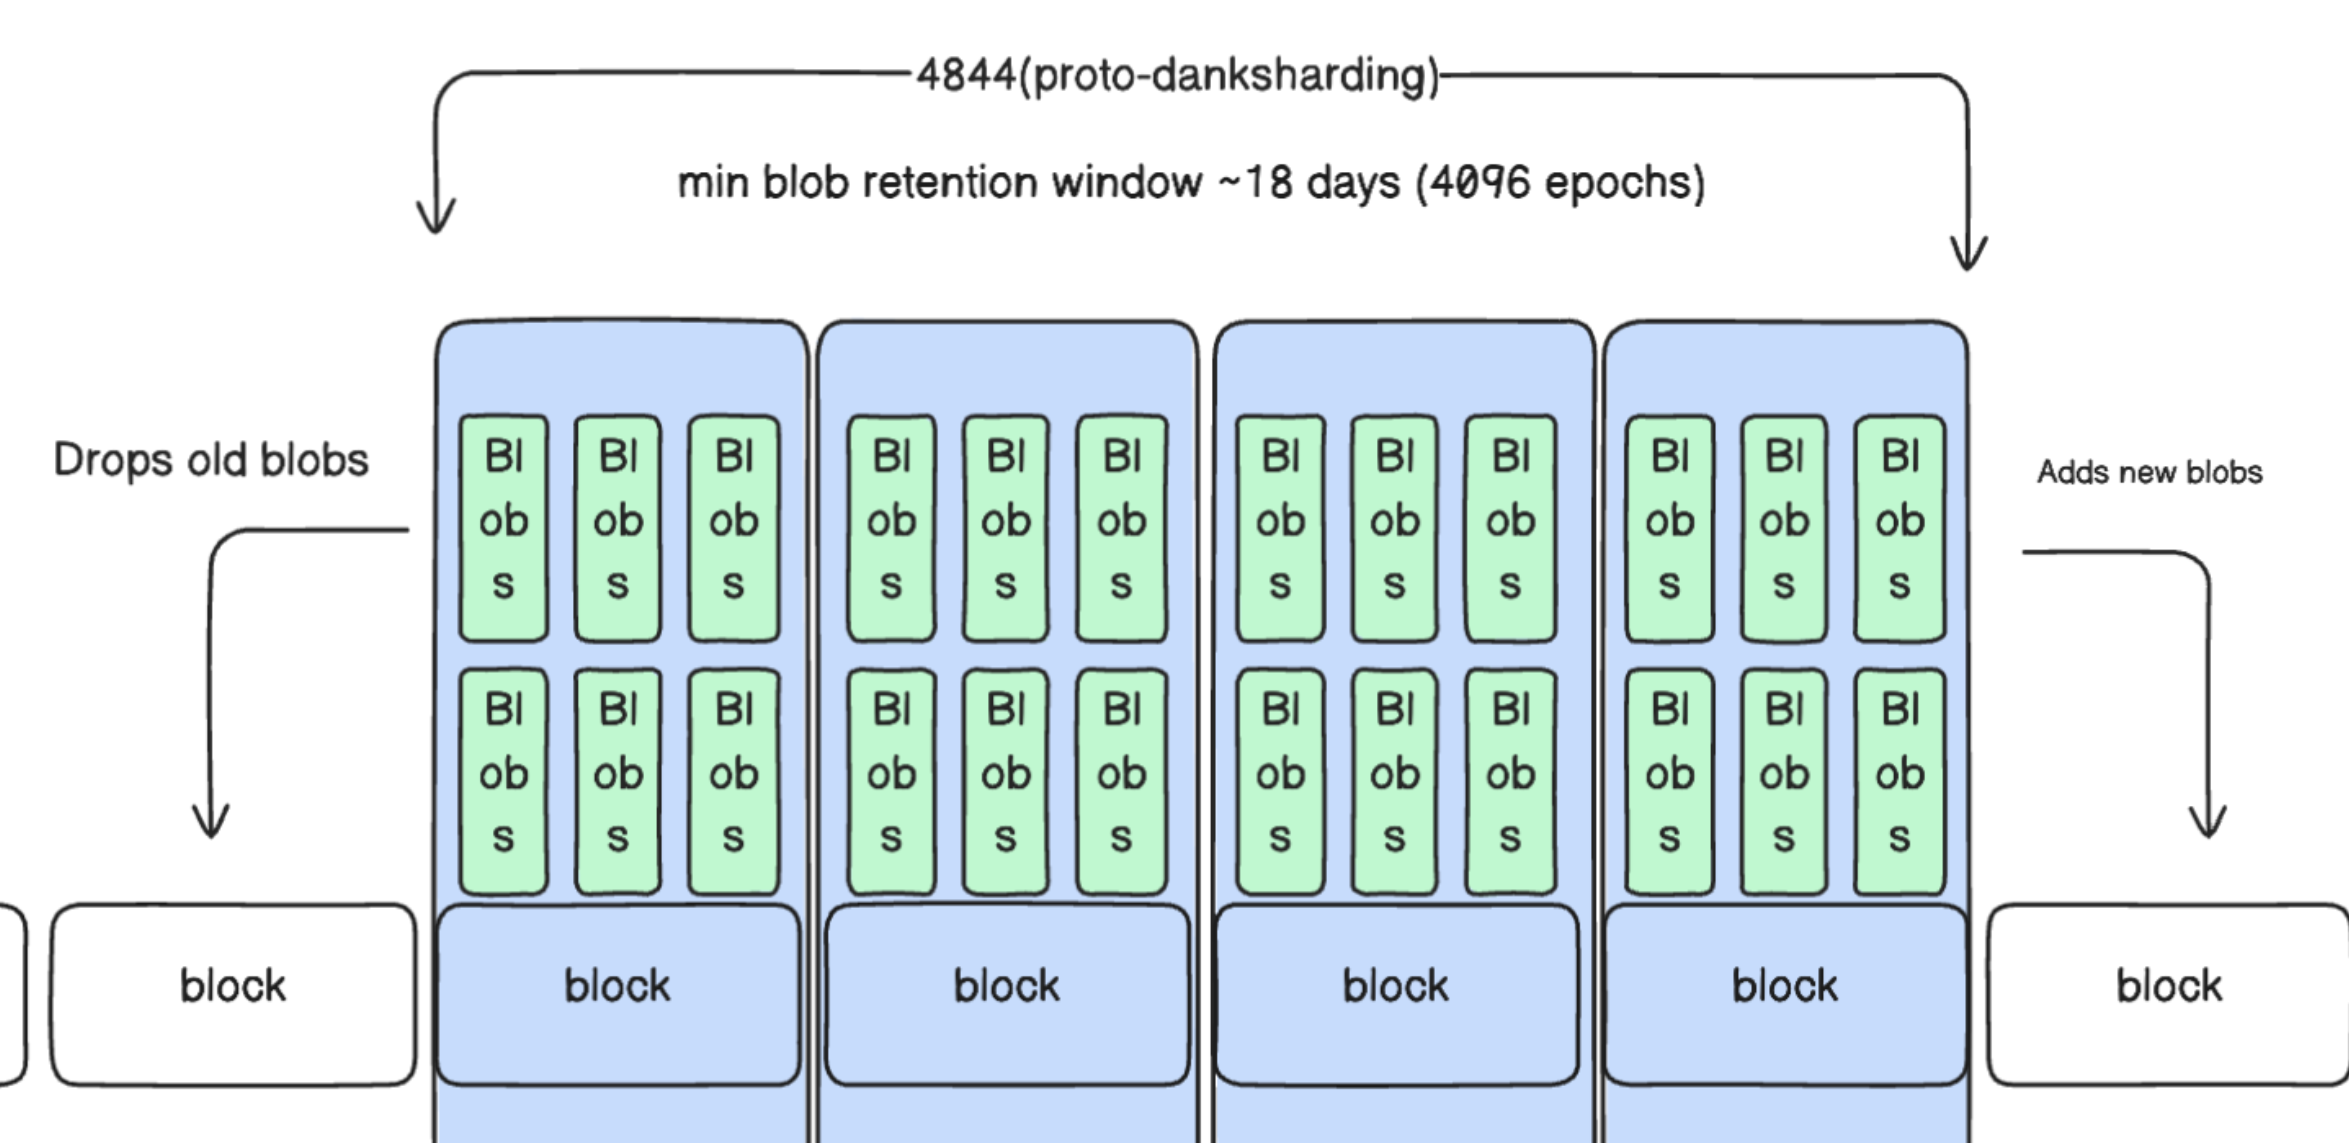 4844(proto-danksharding)
min blob retention window ~18 days (4096 epochs)
Drops old blobs
Adds new blobs
Bl Bl Bl Bl Bl Bl Bl Bl Bl Bl Bl Bl
ob ob ob ob ob ob ob ob ob ob ob ob
s s s s s s s s s s s s
Bl Bl Bl Bl Bl Bl Bl Bl Bl Bl Bl Bl
ob ob ob ob ob ob ob ob ob ob ob ob
s s s s s s s s s s s s
block block block block block block